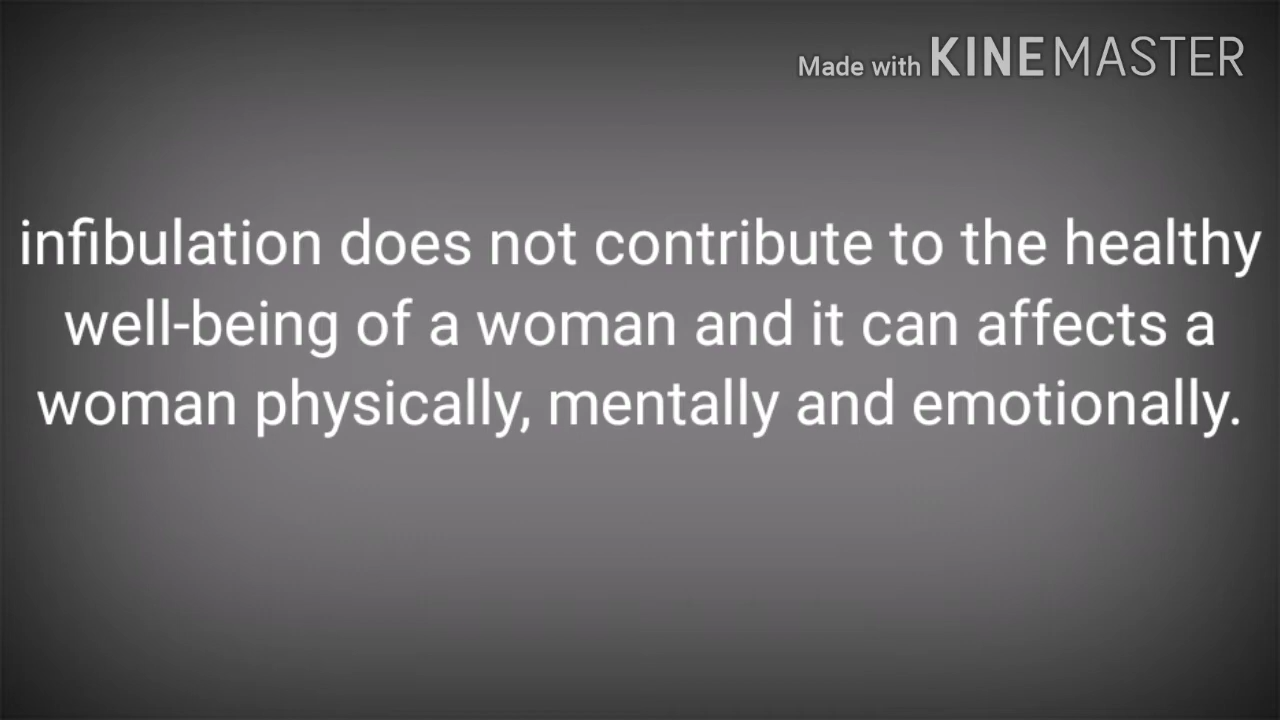 Made with KINEMASTER
infibulation does not contribute to the healthy
well-being of a woman and it can affects a
woman physically, mentally and emotionally.